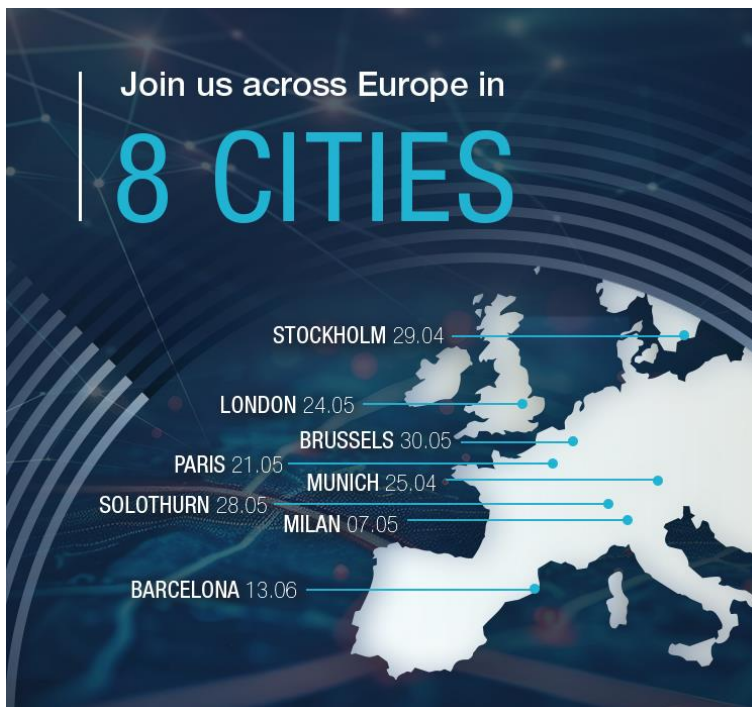 Join us across Europe in
8 CITIES
STOCKHOLM 29.04
LONDON 24.05
BRUSSELS 30.05
PARIS 21.05
MUNICH 25.04
SOLOTHURN 28.05
MILAN 07.05
BARCELONA 13.06